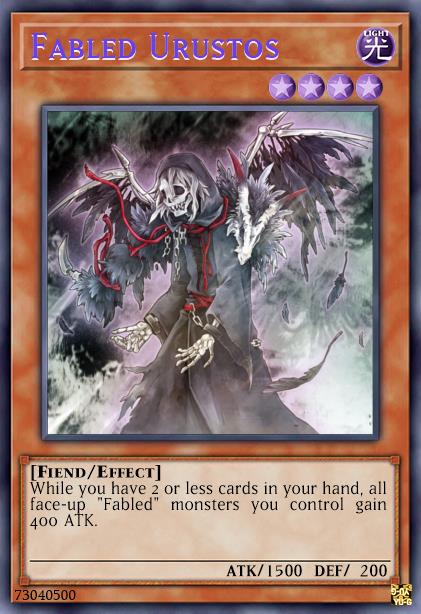 Fabled Urustos
LIGHT
光
[Fiend/Effect]
While you have 2 or less cards in your hand, all
face-up "Fabled" monsters you control gain
400 ATK.
ATK/1500 DEF/ 200
73040500